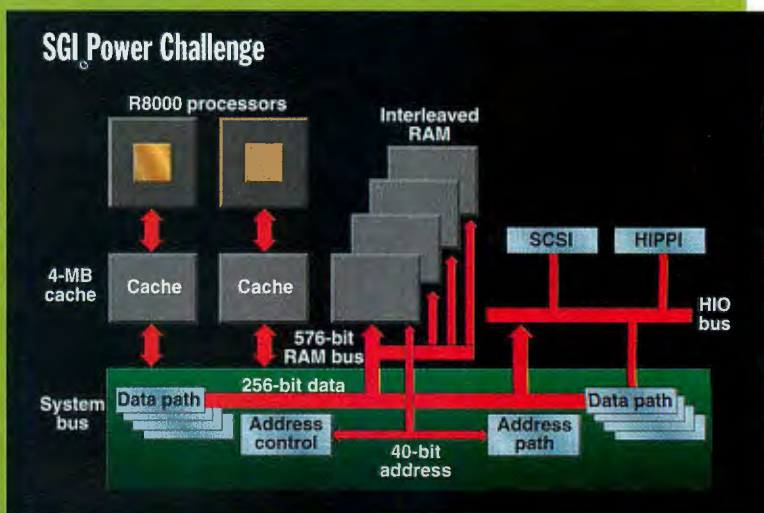 SGI Power Challenge
R8000 processors
Interleaved
RAM
SCSI
HIPPI
4-MB
cache
Cache
Cache
HIO
bus
576-bit
RAM bus
256-bit data
System
bus
Data path
Data path
Address
control
Address
path
40-bit
address